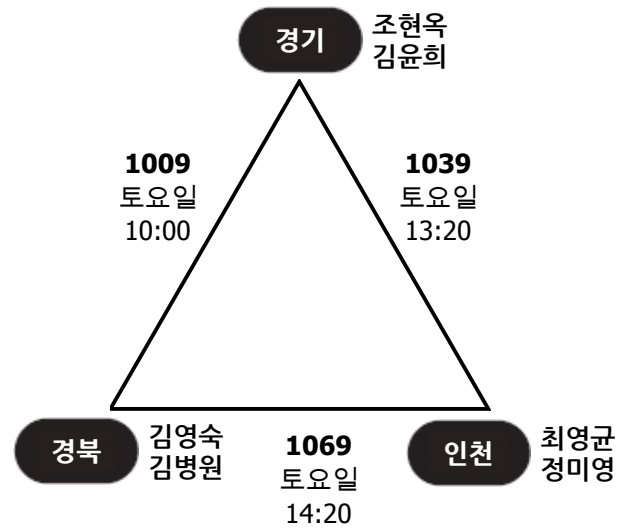 경기
조현옥
김윤희
1009
토요일
10:00
1039
토요일
13:20
경북
김영숙
김병원
1069
토요일
14:20
인천
최영균
정미영